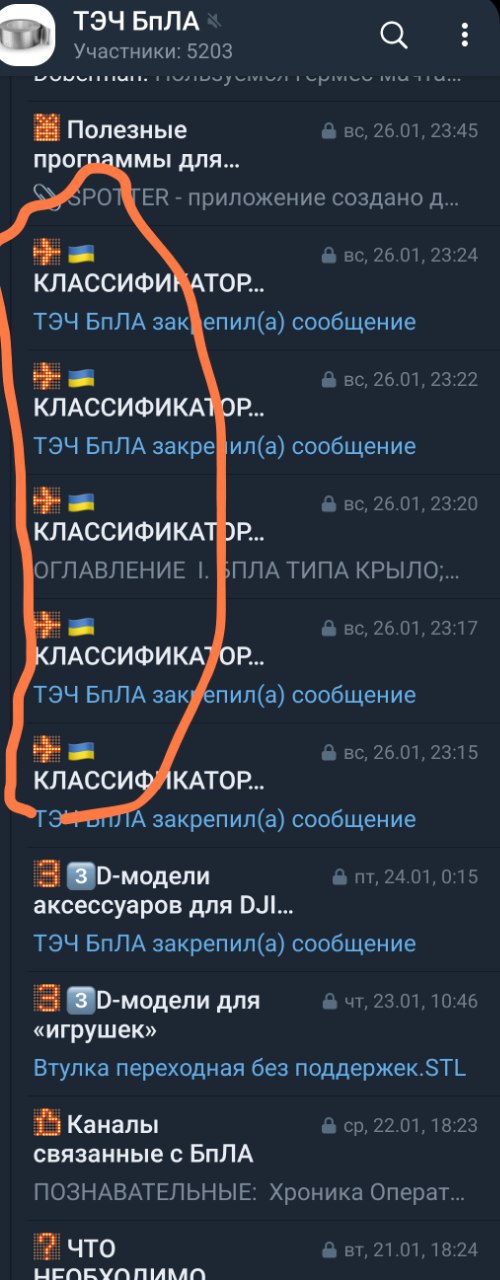 ТЭЧ БпЛА
Участники: 5203
Doberman: Пользуемся Гермес мачта...
Полезные вс, 26.01, 23:45
программы для...
SPOTTER - приложение создано д...
вс, 26.01, 23:24
КЛАССИФИКАТОР...
ТЭЧ БпЛА закрепил(а) сообщение
вс, 26.01, 23:22
КЛАССИФИКАТОР...
ТЭЧ БпЛА закрепил(а) сообщение
вс, 26.01, 23:20
КЛАССИФИКАТОР...
ОГЛАВЛЕНИЕ I. БПЛА ТИПА КРЫЛО;...
вс, 26.01, 23:17
КЛАССИФИКАТОР...
ТЭЧ БпЛА закрепил(а) сообщение
вс, 26.01, 23:15
КЛАССИФИКАТОР...
ТЭЧ БпЛА закрепил(а) сообщение
3 3D-модели пт, 24.01, 0:15
аксессуаров для DJI...
ТЭЧ БпЛА закрепил(а) сообщение
3 3D-модели для чт, 23.01, 10:46
«игрушек»
Втулка переходная без поддержек.STL
Каналы ср, 22.01, 18:23
связанные с БпЛА
ПОЗНАВАТЕЛЬНЫЕ: Хроника Операт...
? ЧТО вт, 21.01, 18:24
НЕОБХОДИМО